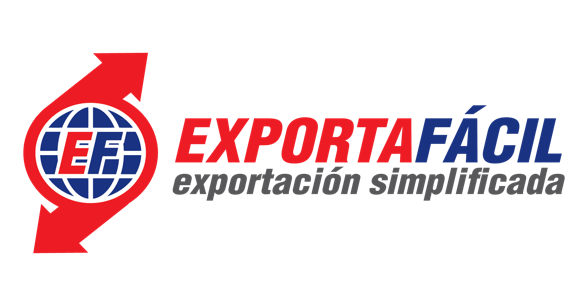 EF
EXPORTAFÁCIL
exportación simplificada